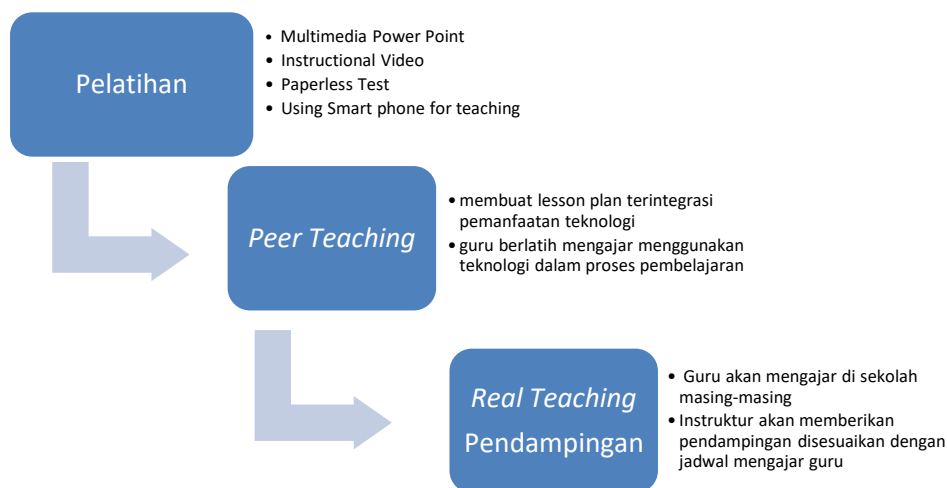 Pelatihan
• Multimedia Power Point
• Instructional Video
• Paperless Test
• Using Smart phone for teaching
Peer Teaching
• membuat lesson plan terintegrasi
pemanfaatan teknologi
• guru berlatih mengajar menggunakan
teknologi dalam proses pembelajaran
Real Teaching
Pendampingan
• Guru akan mengajar di sekolah
masing-masing
• Instruktur akan memberikan
pendampingan disesuaikan dengan
jadwal mengajar guru